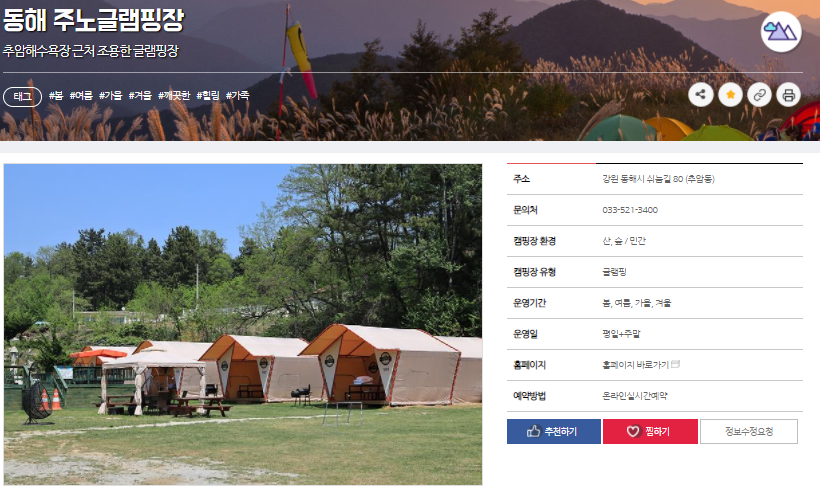 동해 주노글램핑장
추암해수욕장 근처 조용한 글램핑장
태그 #봄 #여름 #가을 #겨울 #깨끗한 #힐링 #가족
주소 강원 동해시 쉬눔길 80 (추암동)
문의처 033-521-3400
캠핑장 환경 산, 숲 / 민간
캠핑장 유형 글램핑
운영기간 봄, 여름, 가을, 겨울
운영일 평일+주말
홈페이지 홈페이지 바로가기
예약방법 온라인실시간예약
추천하기 찜하기 정보수정요청